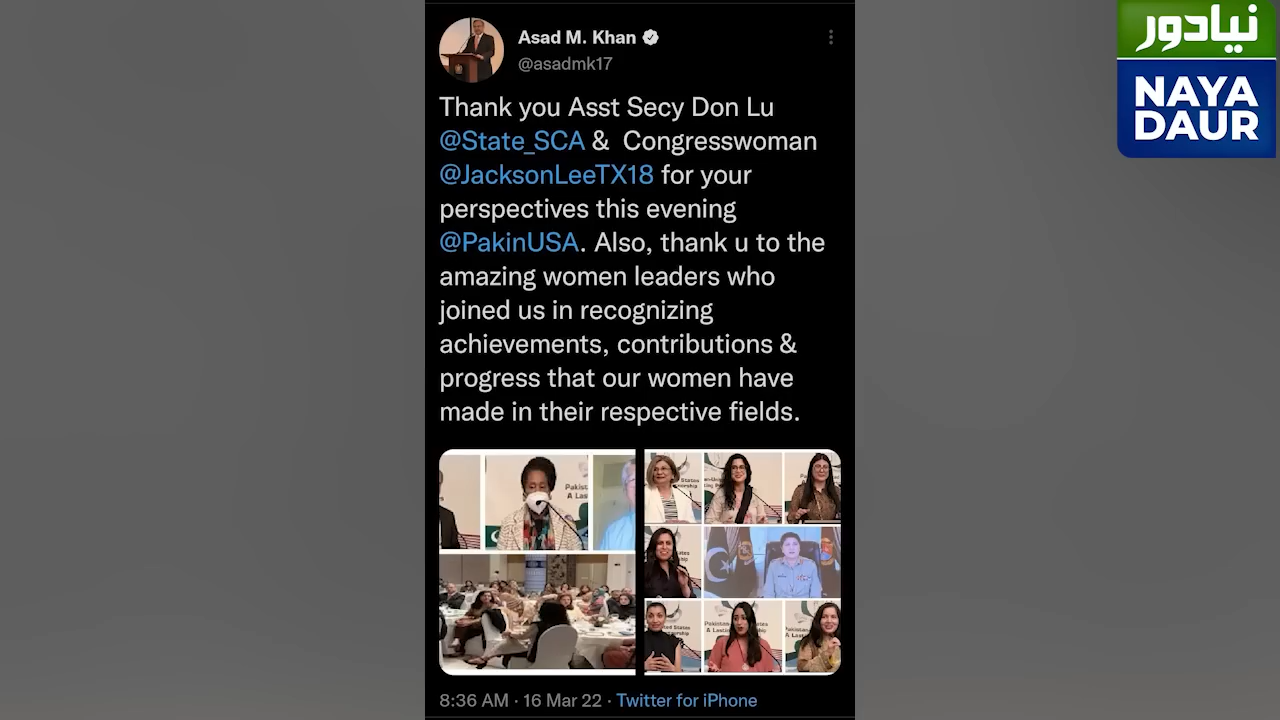 Asad M. Khan
@asadmk17
Thank you Asst Secy Don Lu
@State_SCA & Congresswoman
@JacksonLeeTX18 for your
perspectives this evening
@PakinUSA. Also, thank u to the
amazing women leaders who
joined us in recognizing
achievements, contributions &
progress that our women have
made in their respective fields.
8:36 AM · 16 Mar 22 · Twitter for iPhone
نیا دور
NAYA
DAUR